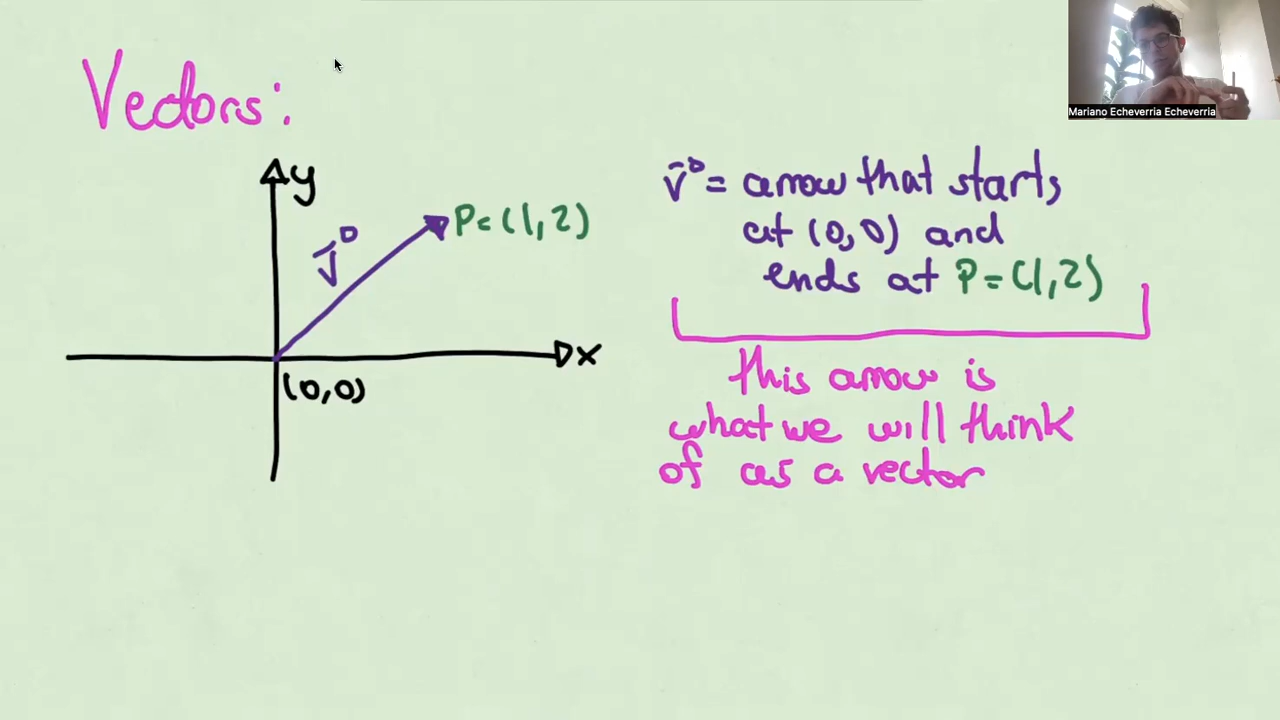 Vectors:
Mariano Echeverria Echeverria
y
v
P=(1,2)
x
(0,0)
v = arrow that starts
at (0,0) and
ends at P=(1,2)
this arrow is
what we will think
of as a vector